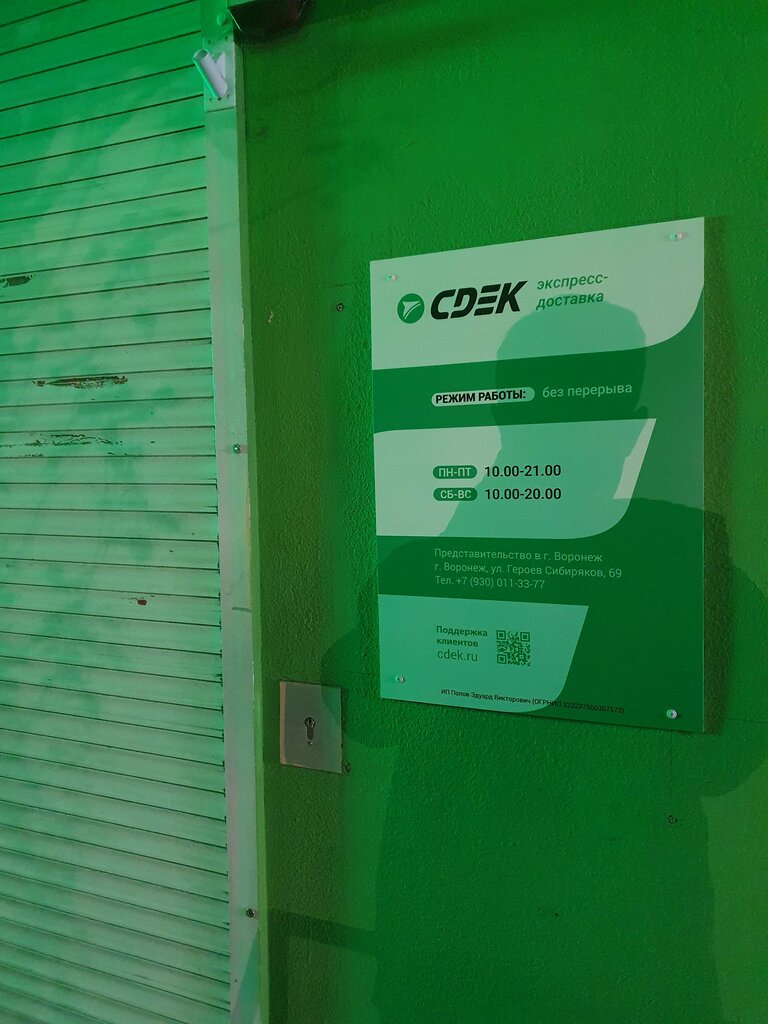 CDEK экспресс-
доставка
РЕЖИМ РАБОТЫ: без перерыва
ПН-ПТ 10.00-21.00
СБ-ВС 10.00-20.00
Представительство в г. Воронеж
г. Воронеж, ул. Героев Сибиряков, 69
Тел. +7 (930) 011-33-77
Поддержка
клиентов
cdek.ru
ИП Попов Эдуард Викторович (ОГРНИП